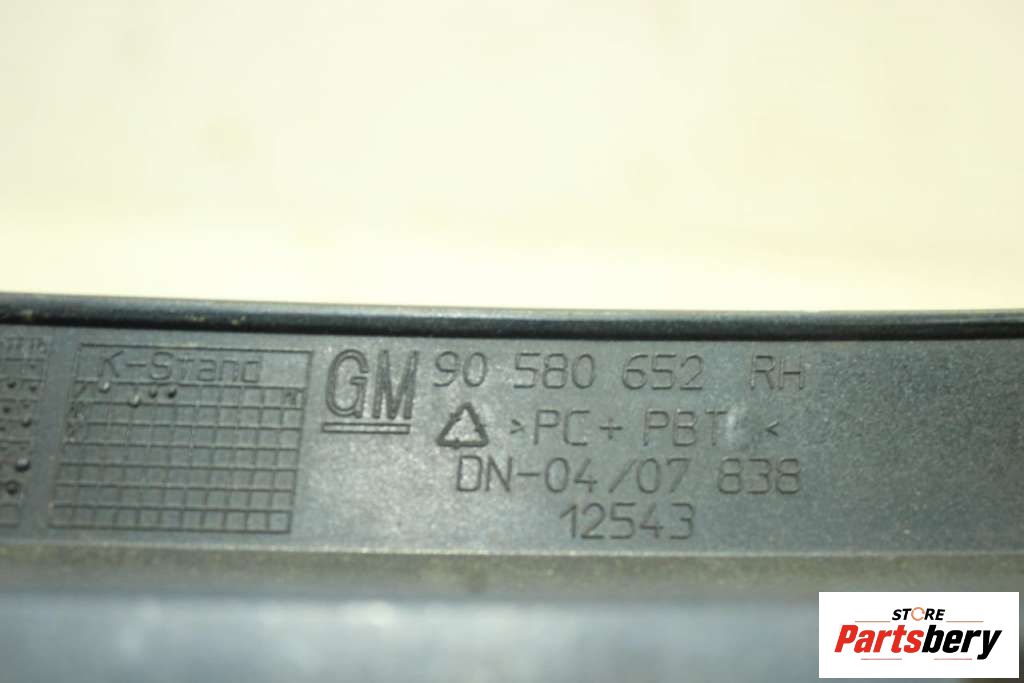 K-Stand
GM 90 580 652 RH
>PC+PBT<
DN-04/07 838
12543
STORE
Partsbery